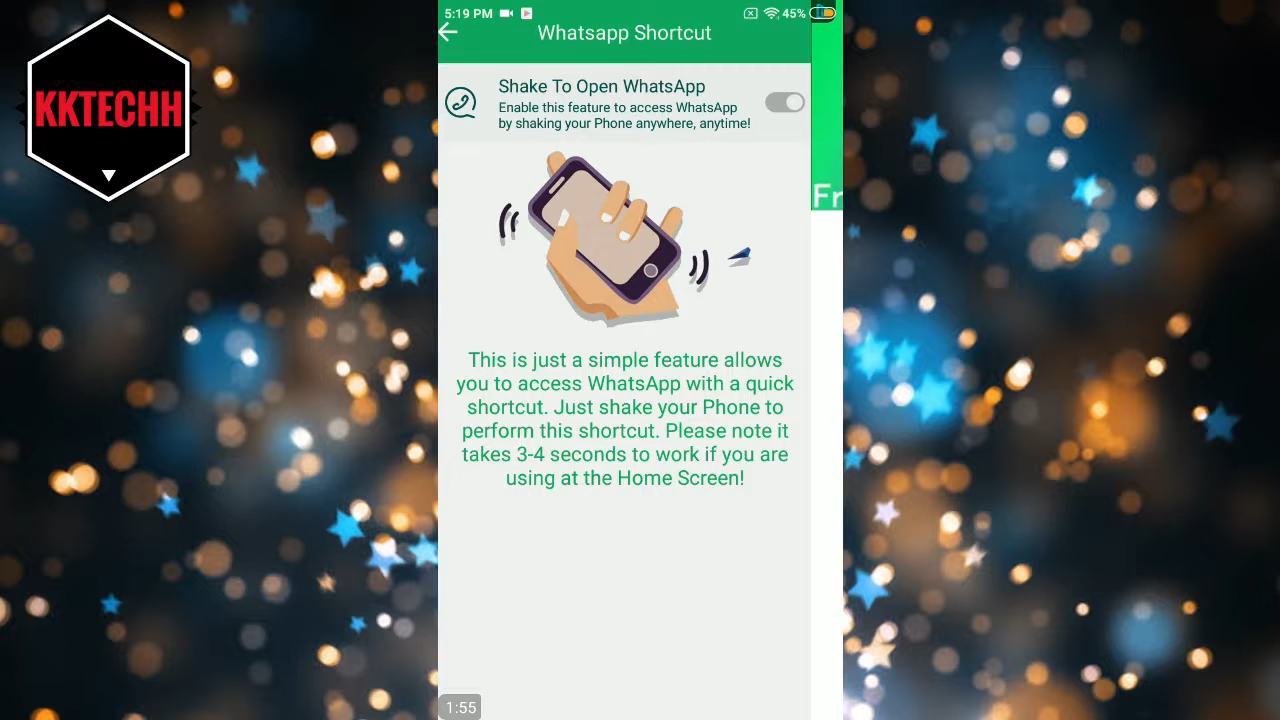 KKTECHH
5:19 PM
45%
Whatsapp Shortcut
Shake To Open WhatsApp
Enable this feature to access WhatsApp
by shaking your Phone anywhere, anytime!
Fr
This is just a simple feature allows
you to access WhatsApp with a quick
shortcut. Just shake your Phone to
perform this shortcut. Please note it
takes 3-4 seconds to work if you are
using at the Home Screen!
1:55